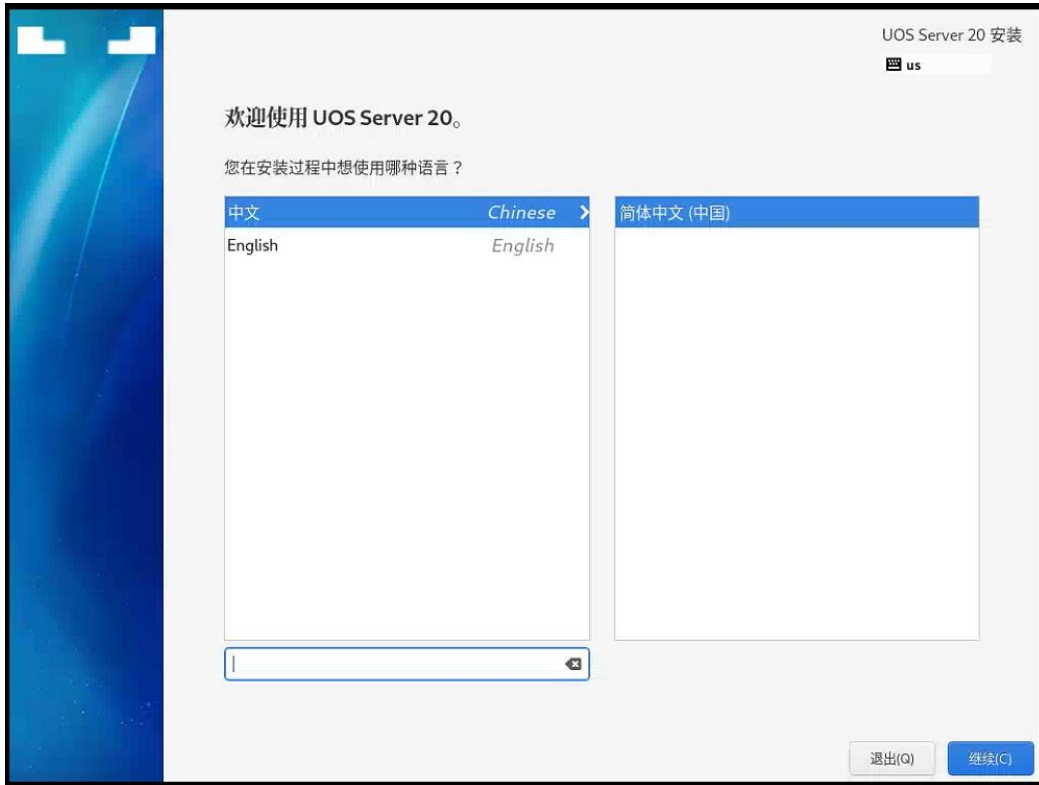 UOS Server 20 安装
us
欢迎使用 UOS Server 20。
您在安装过程中想使用哪种语言？
中文 Chinese
English English
简体中文 (中国)
退出(Q) 继续(C)